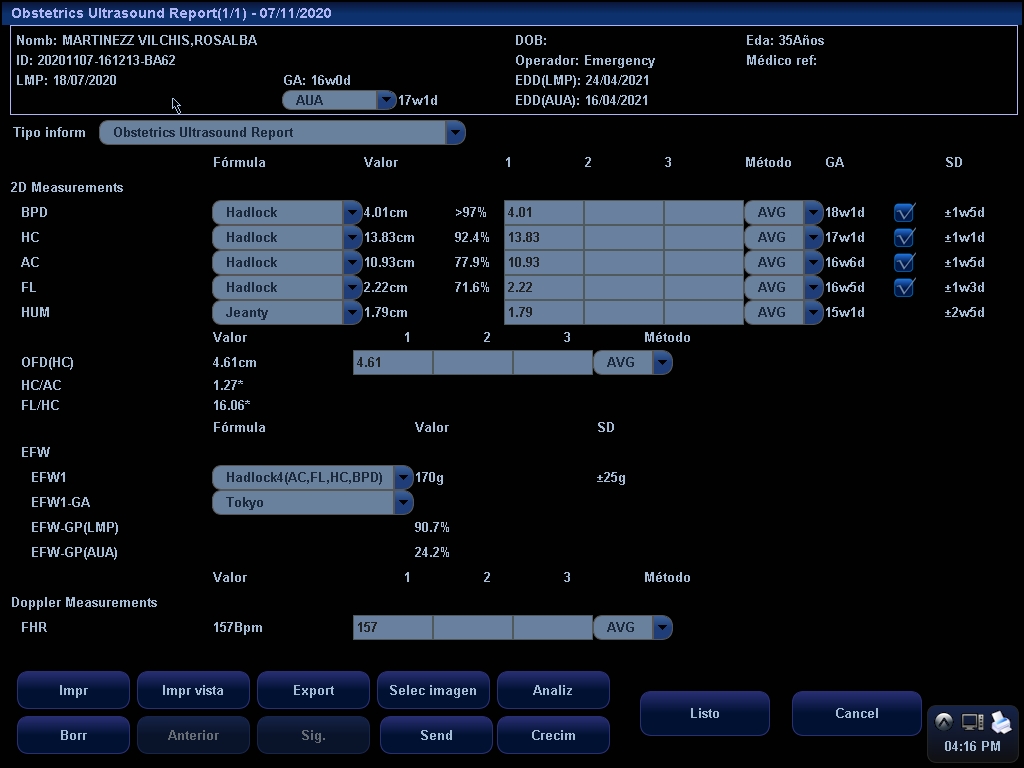 Obstetrics Ultrasound Report(1/1) - 07/11/2020
Nomb: MARTINEZZ VILCHIS,ROSALBA DOB: Eda: 35Años
ID: 20201107-161213-BA62 Operador: Emergency Médico ref:
LMP: 18/07/2020 GA: 16w0d EDD(LMP): 24/04/2021
AUA 17w1d EDD(AUA): 16/04/2021
Tipo inform Obstetrics Ultrasound Report
Fórmula Valor 1 2 3 Método GA SD
2D Measurements
BPD Hadlock 4.01cm >97% 4.01 AVG 18w1d ±1w5d
HC Hadlock 13.83cm 92.4% 13.83 AVG 17w1d ±1w1d
AC Hadlock 10.93cm 77.9% 10.93 AVG 16w6d ±1w5d
FL Hadlock 2.22cm 71.6% 2.22 AVG 16w5d ±1w3d
HUM Jeanty 1.79cm 1.79 AVG 15w1d ±2w5d
Valor 1 2 3 Método
OFD(HC) 4.61cm 4.61 AVG
HC/AC 1.27*
FL/HC 16.06*
Fórmula Valor SD
EFW
EFW1 Hadlock4(AC,FL,HC,BPD) 170g ±25g
EFW1-GA Tokyo
EFW-GP(LMP) 90.7%
EFW-GP(AUA) 24.2%
Valor 1 2 3 Método
Doppler Measurements
FHR 157Bpm 157 AVG
Impr Impr vista Export Selec imagen Analiz
Listo Cancel
Borr Anterior Sig. Send Crecim
04:16 PM